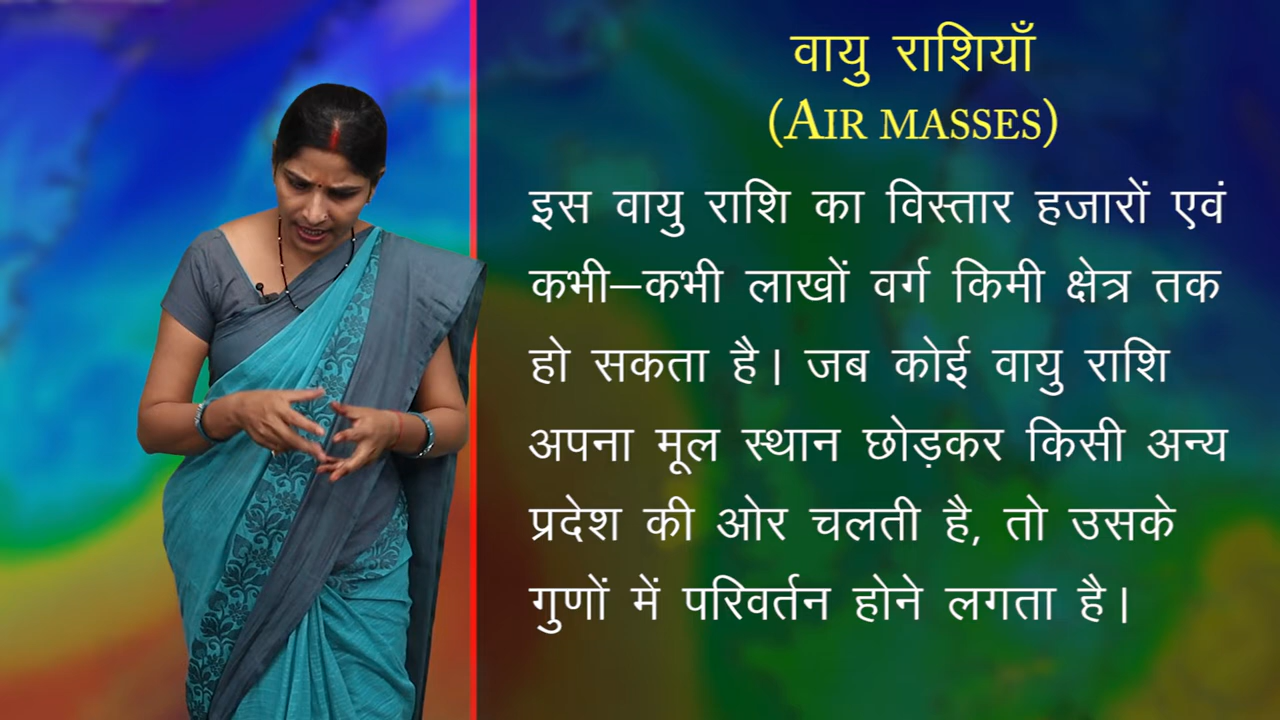 वायु राशियाँ
(AIR MASSES)
इस वायु राशि का विस्तार हजारों एवं
कभी–कभी लाखों वर्ग किमी क्षेत्र तक
हो सकता है। जब कोई वायु राशि
अपना मूल स्थान छोड़कर किसी अन्य
प्रदेश की ओर चलती है, तो उसके
गुणों में परिवर्तन होने लगता है।